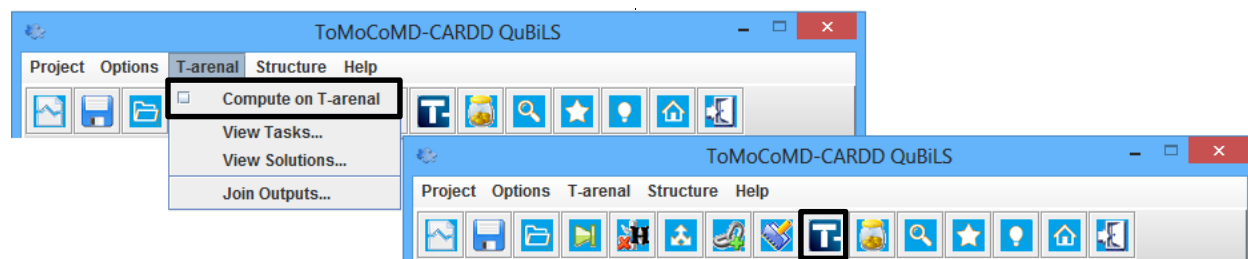 ToMoCoMD-CARDD QuBiLS
Project Options T-arenal Structure Help
Compute on T-arenal
T-
View Tasks...
View Solutions...
Join Outputs...
ToMoCoMD-CARDD QuBiLS
Project Options T-arenal Structure Help
H T-